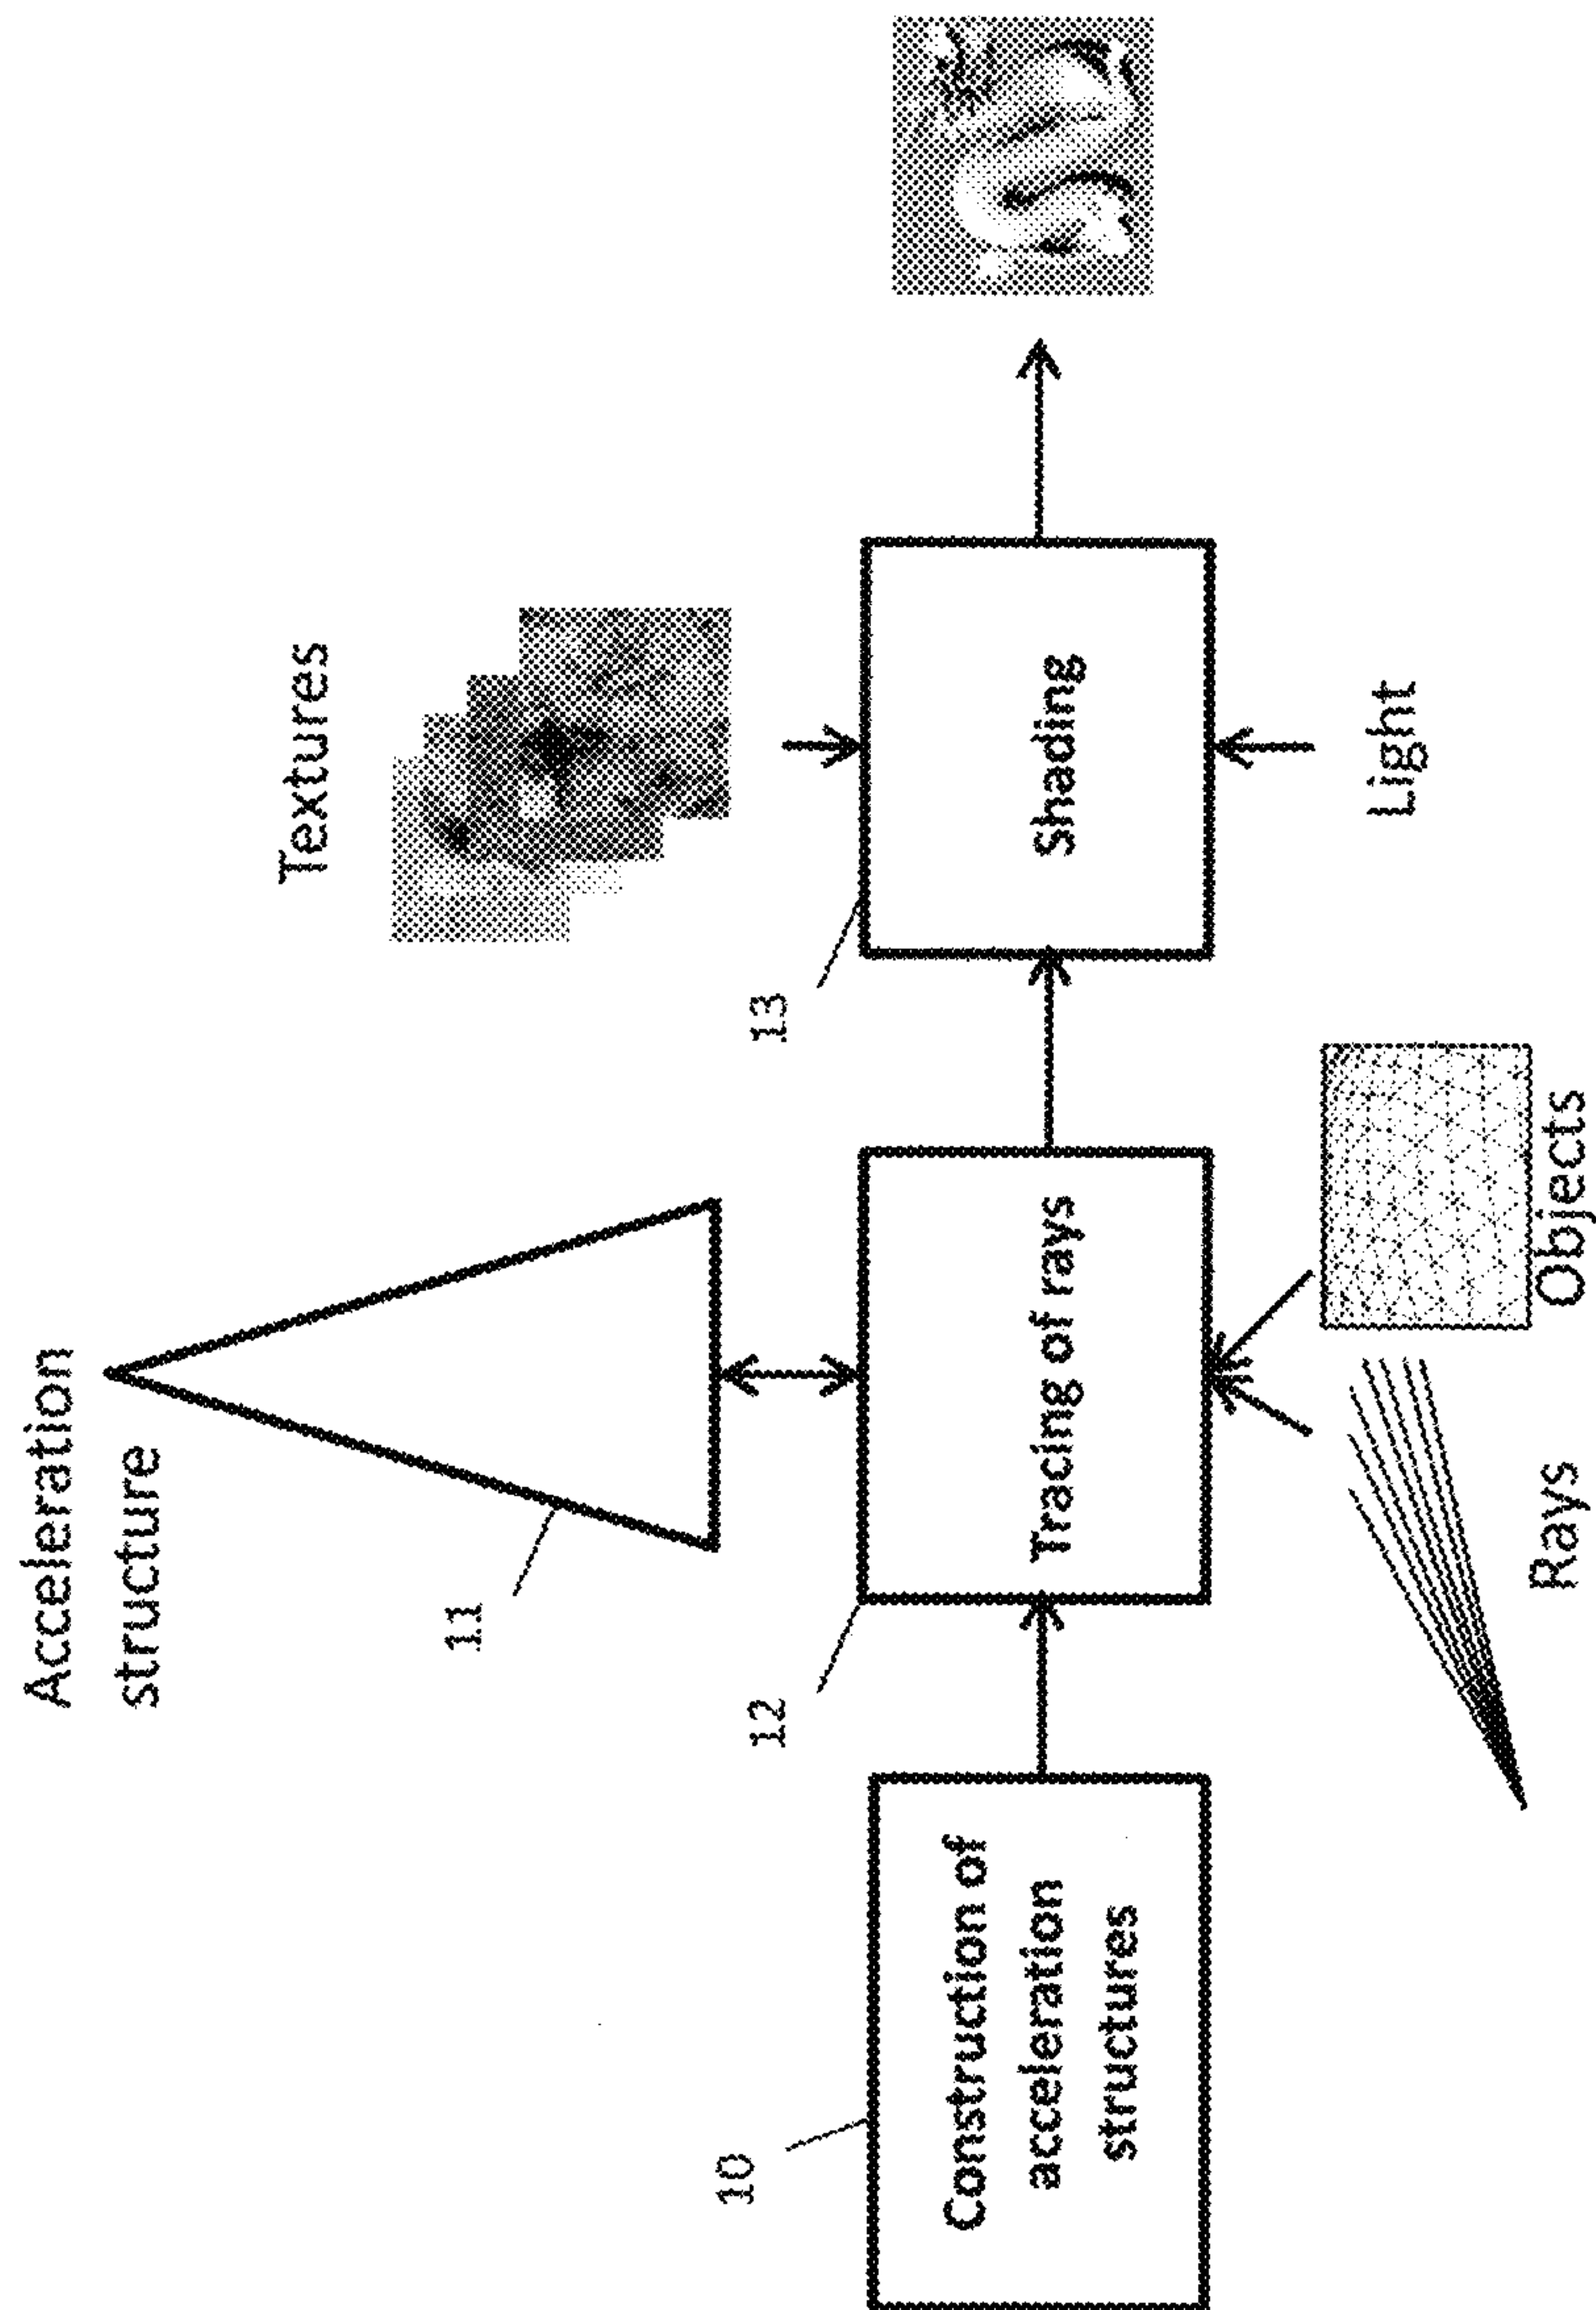 Acceleration
structure
Textures
11
12
13
10
Construction of
acceleration
structures
Tracing of rays
Shading
Rays
Objects
Light